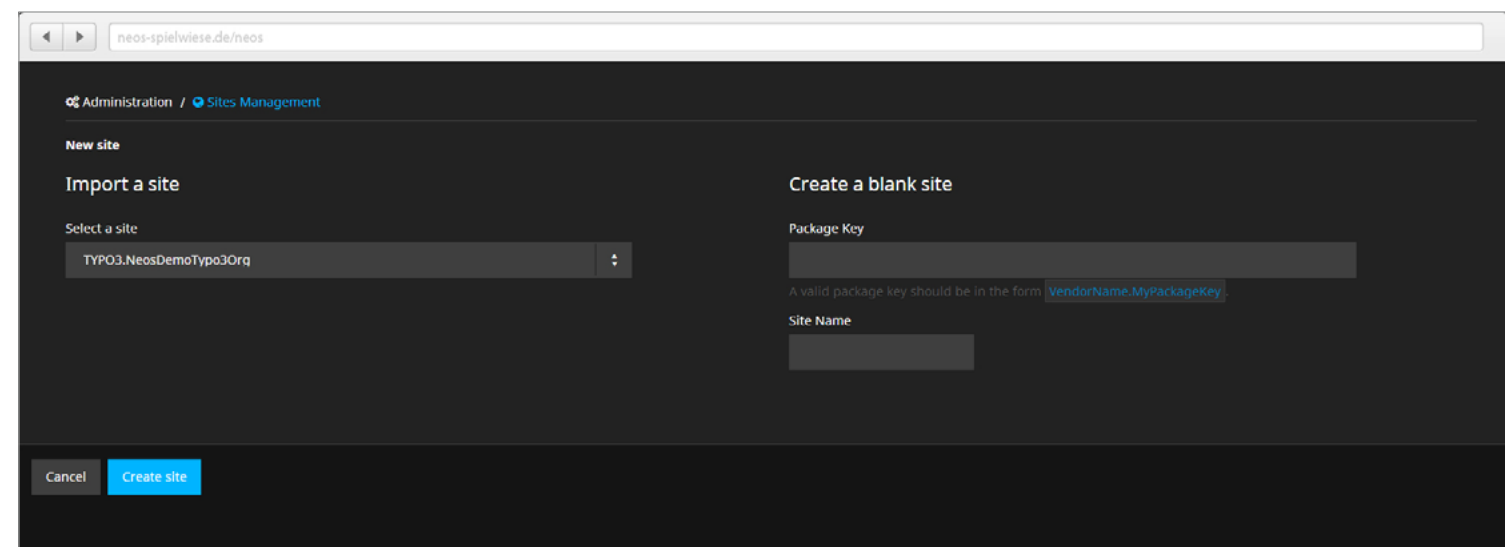 neos-spielwiese.de/neos
Administration / Sites Management
New site
Import a site
Select a site
TYPO3.NeosDemoTypo3Org
Create a blank site
Package Key
A valid package key should be in the form VendorName.MyPackageKey.
Site Name
Cancel
Create site